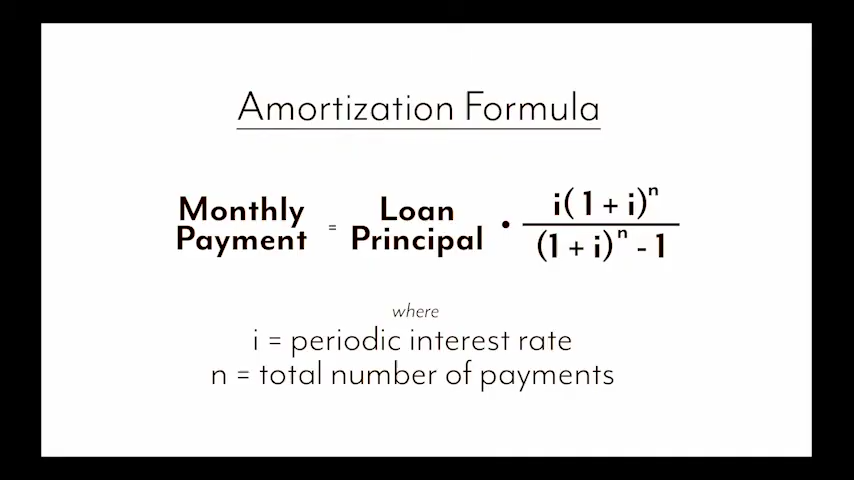 Amortization Formula
Monthly Payment = Loan Principal • i(1 + i)^n / (1 + i)^n - 1
where
i = periodic interest rate
n = total number of payments